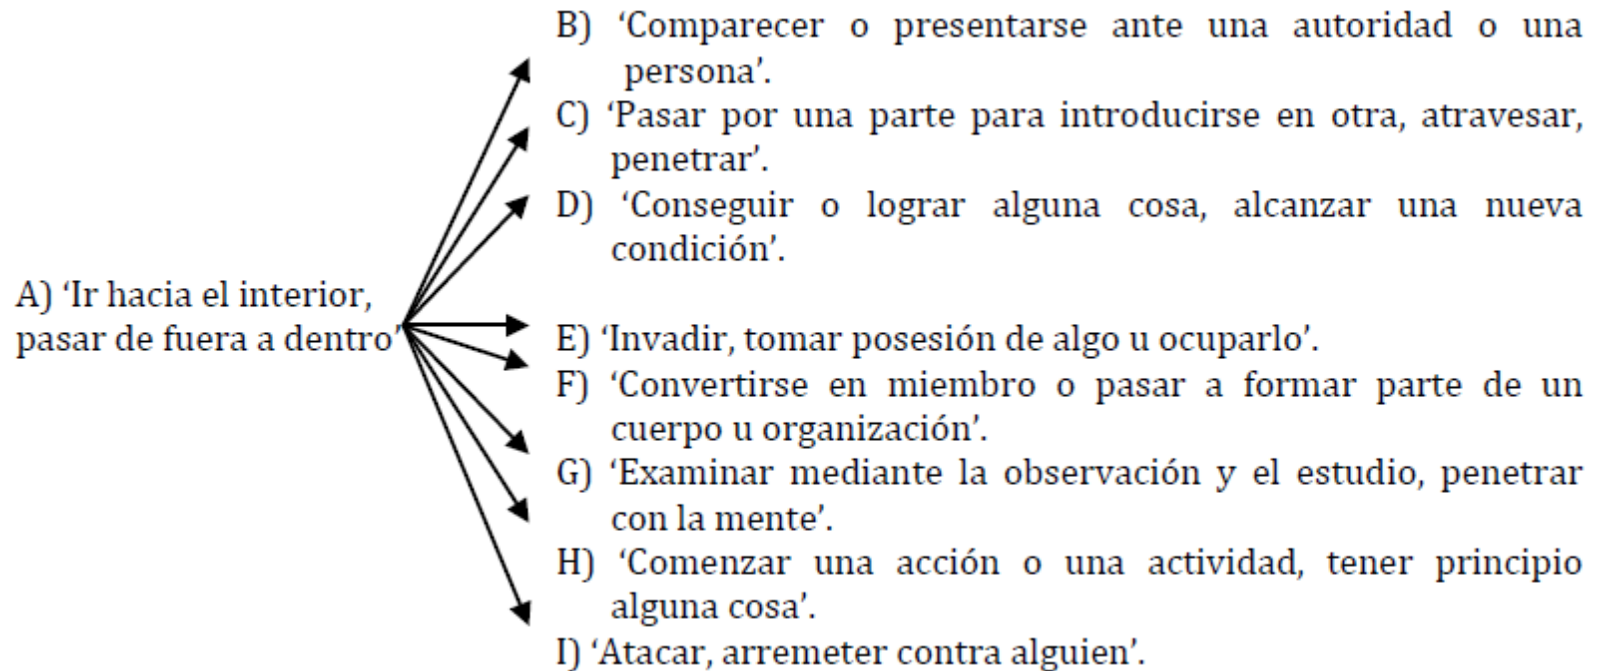 B) ‘Comparecer o presentarse ante una autoridad o una
persona’.
C) ‘Pasar por una parte para introducirse en otra, atravesar,
penetrar’.
D) ‘Conseguir o lograr alguna cosa, alcanzar una nueva
condición’.
A) ‘Ir hacia el interior,
pasar de fuera a dentro’
E) ‘Invadir, tomar posesión de algo u ocuparlo’.
F) ‘Convertirse en miembro o pasar a formar parte de un
cuerpo u organización’.
G) ‘Examinar mediante la observación y el estudio, penetrar
con la mente’.
H) ‘Comenzar una acción o una actividad, tener principio
alguna cosa’.
I) ‘Atacar, arremeter contra alguien’.